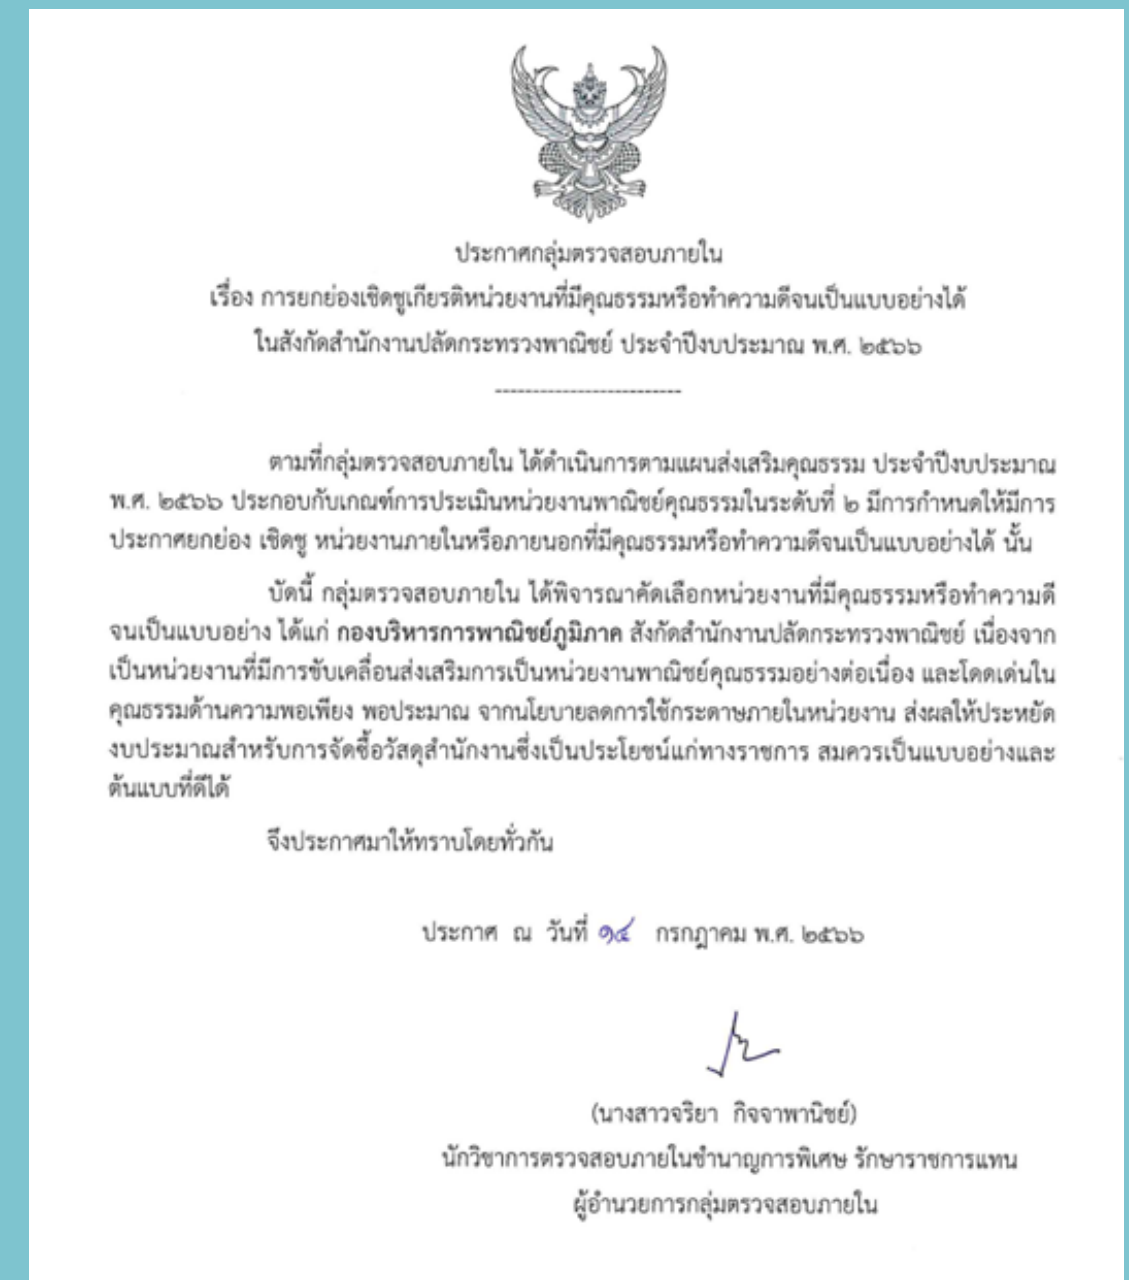 ประกาศกลุ่มตรวจสอบภายใน
เรื่อง การยกย่องเชิดชูเกียรติหน่วยงานที่มีคุณธรรมหรือทำความดีจนเป็นแบบอย่างได้
ในสังกัดสำนักงานปลัดกระทรวงพาณิชย์ ประจำปีงบประมาณ พ.ศ. ๒๕๖๖
-------------------------
ตามที่กลุ่มตรวจสอบภายใน ได้ดำเนินการตามแผนส่งเสริมคุณธรรม ประจำปีงบประมาณ
พ.ศ. ๒๕๖๖ ประกอบกับเกณฑ์การประเมินหน่วยงานพาณิชย์คุณธรรมในระดับที่ ๒ มีการกำหนดให้มีการ
ประกาศยกย่อง เชิดชู หน่วยงานภายในหรือภายนอกที่มีคุณธรรมหรือทำความดีจนเป็นแบบอย่างได้ นั้น
บัดนี้ กลุ่มตรวจสอบภายใน ได้พิจารณาคัดเลือกหน่วยงานที่มีคุณธรรมหรือทำความดี
จนเป็นแบบอย่าง ได้แก่ กองบริหารการพาณิชย์ภูมิภาค สังกัดสำนักงานปลัดกระทรวงพาณิชย์ เนื่องจาก
เป็นหน่วยงานที่มีการขับเคลื่อนส่งเสริมการเป็นหน่วยงานพาณิชย์คุณธรรมอย่างต่อเนื่อง และโดดเด่นใน
คุณธรรมด้านความพอเพียง พอประมาณ จากนโยบายลดการใช้กระดาษภายในหน่วยงาน ส่งผลให้ประหยัด
งบประมาณสำหรับการจัดซื้อวัสดุสำนักงานซึ่งเป็นประโยชน์แก่ทางราชการ สมควรเป็นแบบอย่างและ
ต้นแบบที่ดีได้
จึงประกาศมาให้ทราบโดยทั่วกัน
ประกาศ ณ วันที่ ๑๔ กรกฎาคม พ.ศ. ๒๕๖๖
(นางสาวจริยา กิจจาพานิชย์)
นักวิชาการตรวจสอบภายในชำนาญการพิเศษ รักษาราชการแทน
ผู้อำนวยการกลุ่มตรวจสอบภายใน